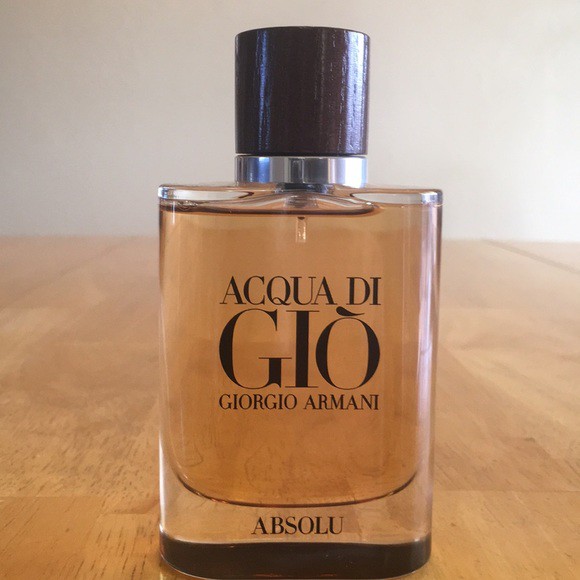 ACQUA DI
GIÒ
GIORGIO ARMANI
ABSOLU